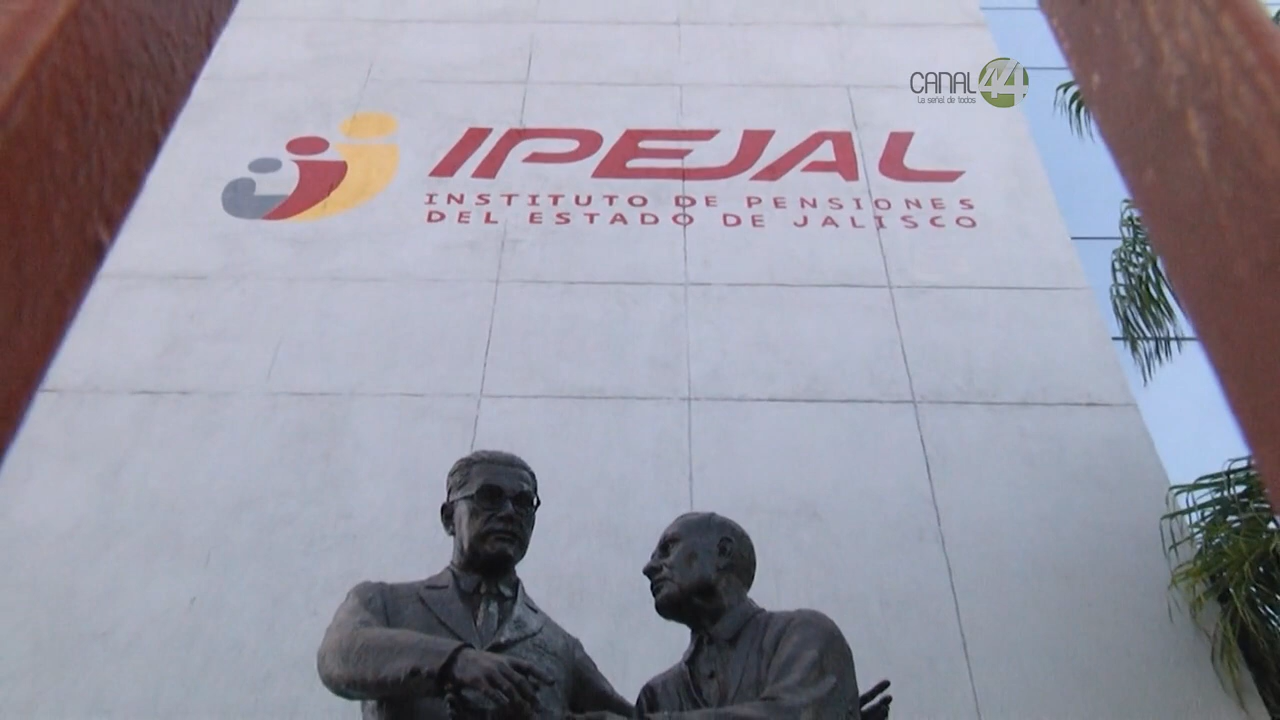 CANAL 44
La señal de todos
IPEJAL
INSTITUTO DE PENSIONES
DEL ESTADO DE JALISCO